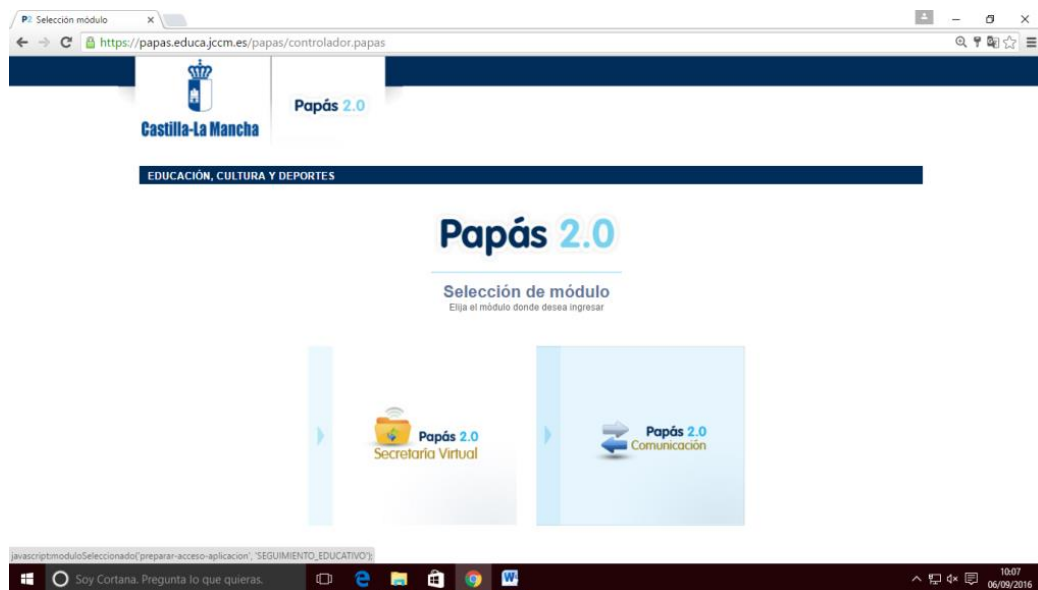 P2 Selección módulo
https://papas.educa.jccm.es/papas/controlador.papas
Castilla-La Mancha
Papás 2.0
EDUCACIÓN, CULTURA Y DEPORTES
Papás 2.0
Selección de módulo
Elija el módulo donde desea ingresar
Papás 2.0
Secretaría Virtual
Papás 2.0
Comunicación
javascript:moduloSeleccionado('preparar-acceso-aplicacion', 'SEGUIMIENTO_EDUCATIVO');
Soy Cortana. Pregunta lo que quieras.
10:07
06/09/2016